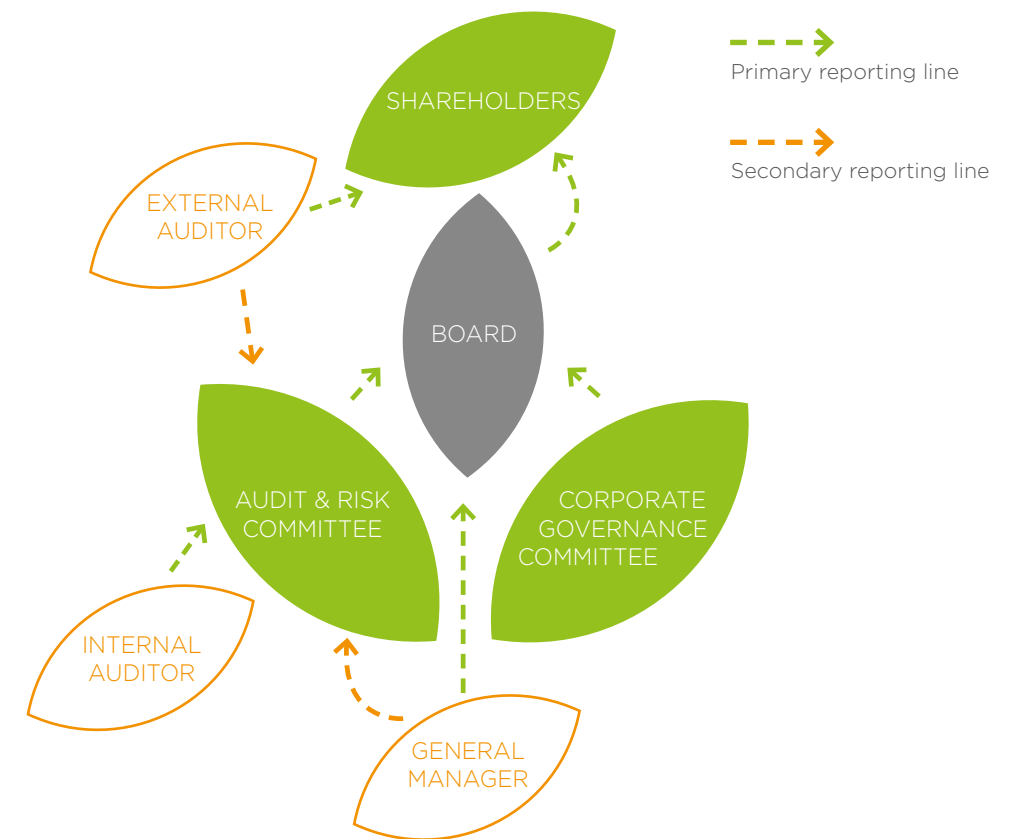 SHAREHOLDERS
Primary reporting line
Secondary reporting line
EXTERNAL
AUDITOR
BOARD
AUDIT & RISK
COMMITTEE
CORPORATE
GOVERNANCE
COMMITTEE
INTERNAL
AUDITOR
GENERAL
MANAGER